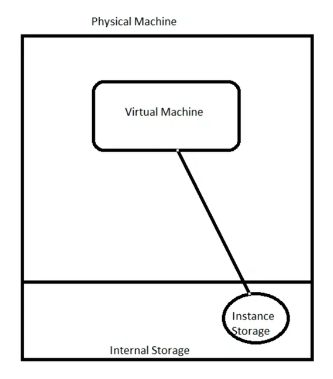 Physical Machine
Virtual Machine
Instance
Storage
Internal Storage